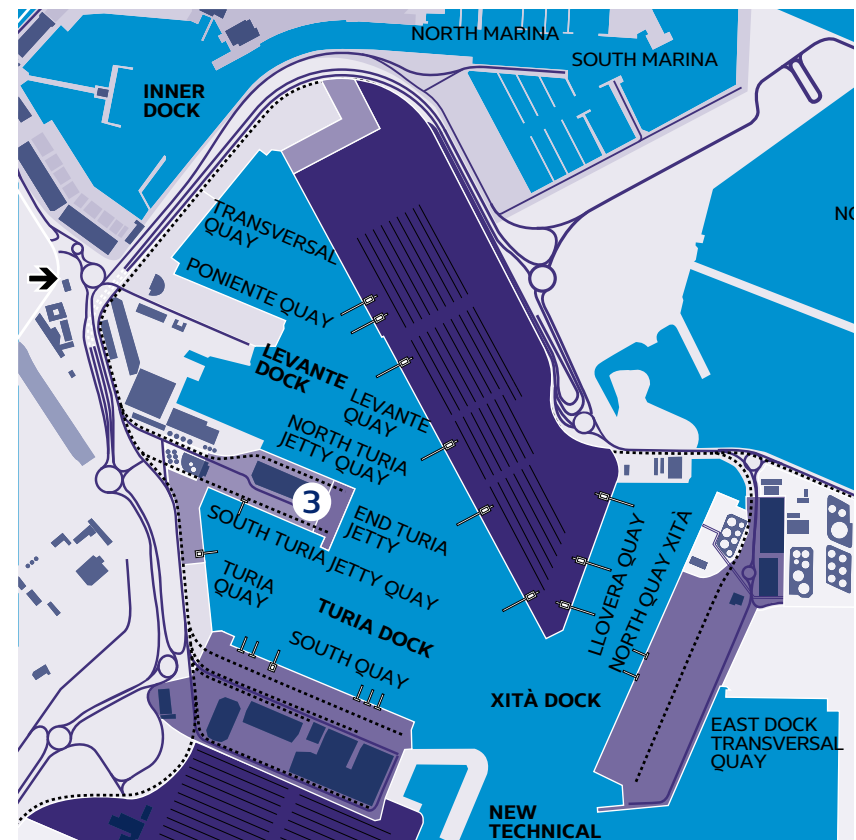 NORTH MARINA
SOUTH MARINA
INNER
DOCK
NO
TRANSVERSAL
QUAY
PONIENTE QUAY
LEVANTE
DOCK
LEVANTE
QUAY
NORTH TURIA
JETTY QUAY
3
END TURIA
JETTY
SOUTH TURIA JETTY QUAY
TURIA
QUAY
TURIA DOCK
SOUTH QUAY
LLOVERA QUAY
NORTH QUAY XITÀ
XITÀ DOCK
EAST DOCK
TRANSVERSAL
QUAY
NEW
TECHNICAL